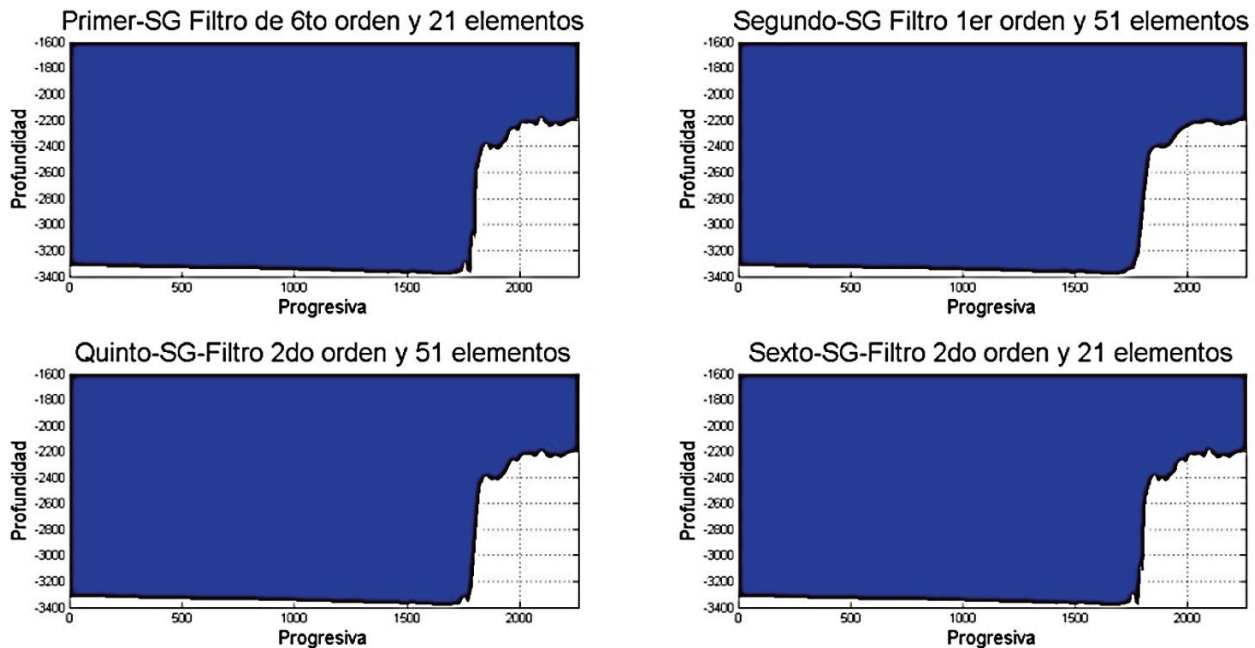 Primer-SG Filtro de 6to orden y 21 elementos
Profundidad
-1600
-1800
-2000
-2200
-2400
-2600
-2800
-3000
-3200
-3400
0 500 1000 1500 2000
Progresiva
Segundo-SG Filtro 1er orden y 51 elementos
Profundidad
-1600
-1800
-2000
-2200
-2400
-2600
-2800
-3000
-3200
-3400
0 500 1000 1500 2000
Progresiva
Quinto-SG-Filtro 2do orden y 51 elementos
Profundidad
-1600
-1800
-2000
-2200
-2400
-2600
-2800
-3000
-3200
-3400
0 500 1000 1500 2000
Progresiva
Sexto-SG-Filtro 2do orden y 21 elementos
Profundidad
-1600
-1800
-2000
-2200
-2400
-2600
-2800
-3000
-3200
-3400
0 500 1000 1500 2000
Progresiva